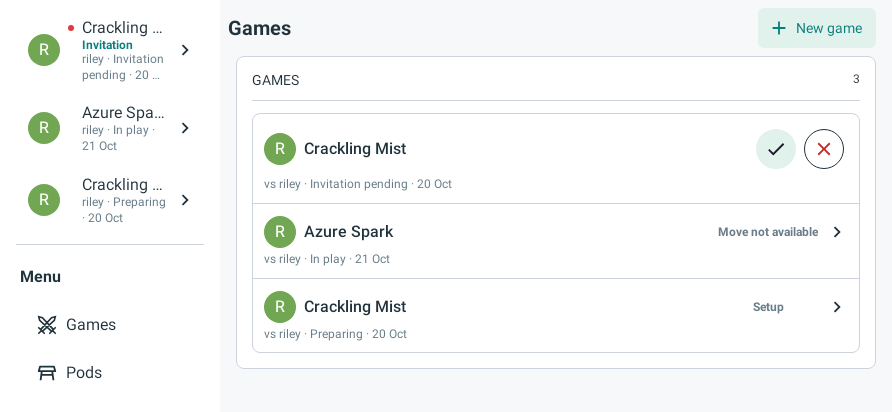 Crackling ...
Invitation
R
riley · Invitation
pending · 20 ...
Azure Spa...
R
riley · In play ·
21 Oct
Crackling ...
R
riley · Preparing
· 20 Oct
Menu
Games
Pods
Games
New game
GAMES
3
R
Crackling Mist
vs riley · Invitation pending · 20 Oct
R
Azure Spark
Move not available
vs riley · In play · 21 Oct
R
Crackling Mist
Setup
vs riley · Preparing · 20 Oct